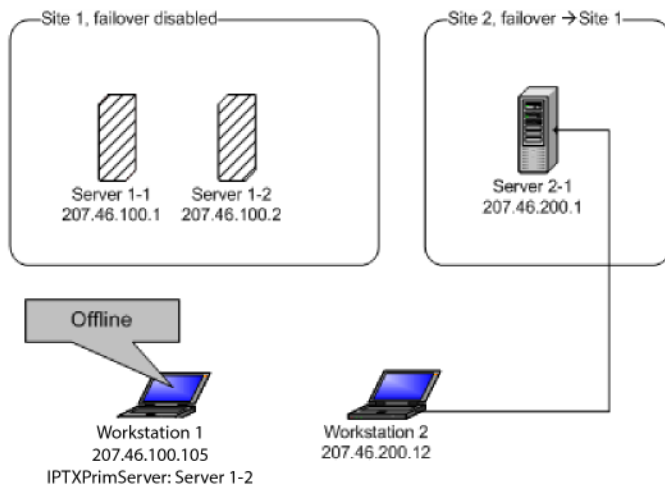 Site 1, failover disabled
Site 2, failover → Site 1
Server 1-1
207.46.100.1
Server 1-2
207.46.100.2
Server 2-1
207.46.200.1
Offline
Workstation 1
207.46.100.105
IPTXPrimServer: Server 1-2
Workstation 2
207.46.200.12